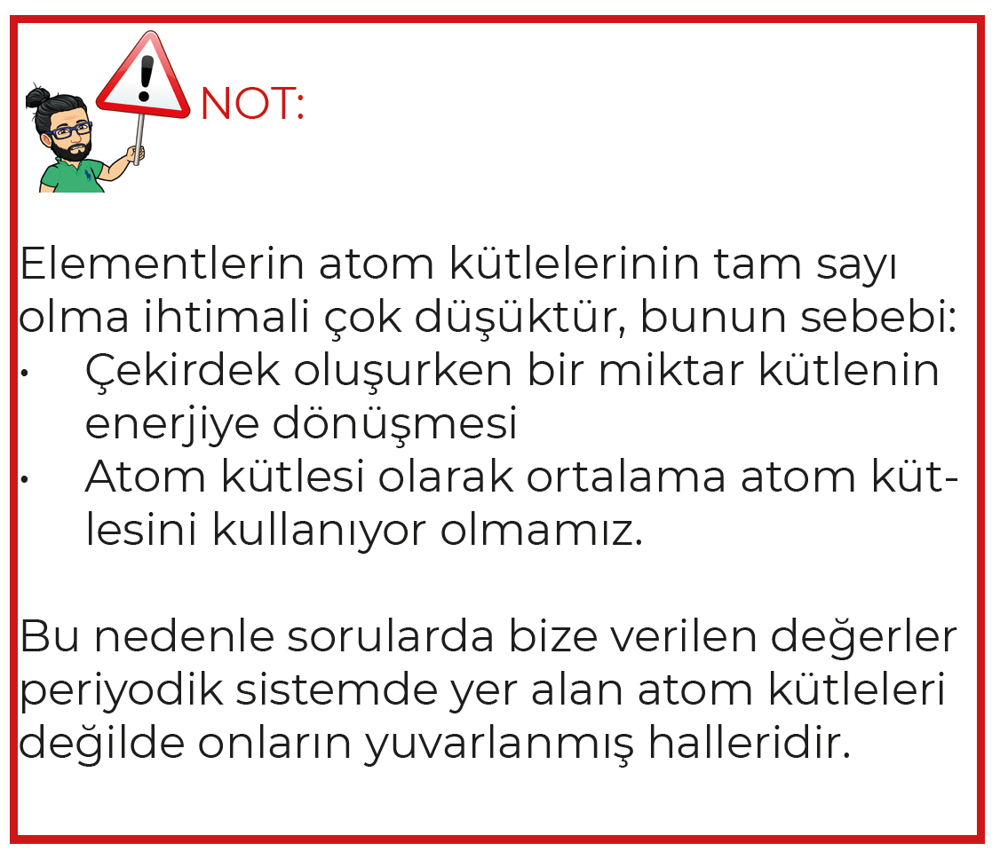 NOT:
Elementlerin atom kütlelerinin tam sayı
olma ihtimali çok düşüktür, bunun sebebi:
• Çekirdek oluşurken bir miktar kütlenin
enerjiye dönüşmesi
• Atom kütlesi olarak ortalama atom küt-
lesini kullanıyor olmamız.
Bu nedenle sorularda bize verilen değerler
periyodik sistemde yer alan atom kütleleri
değilde onların yuvarlanmış halleridir.